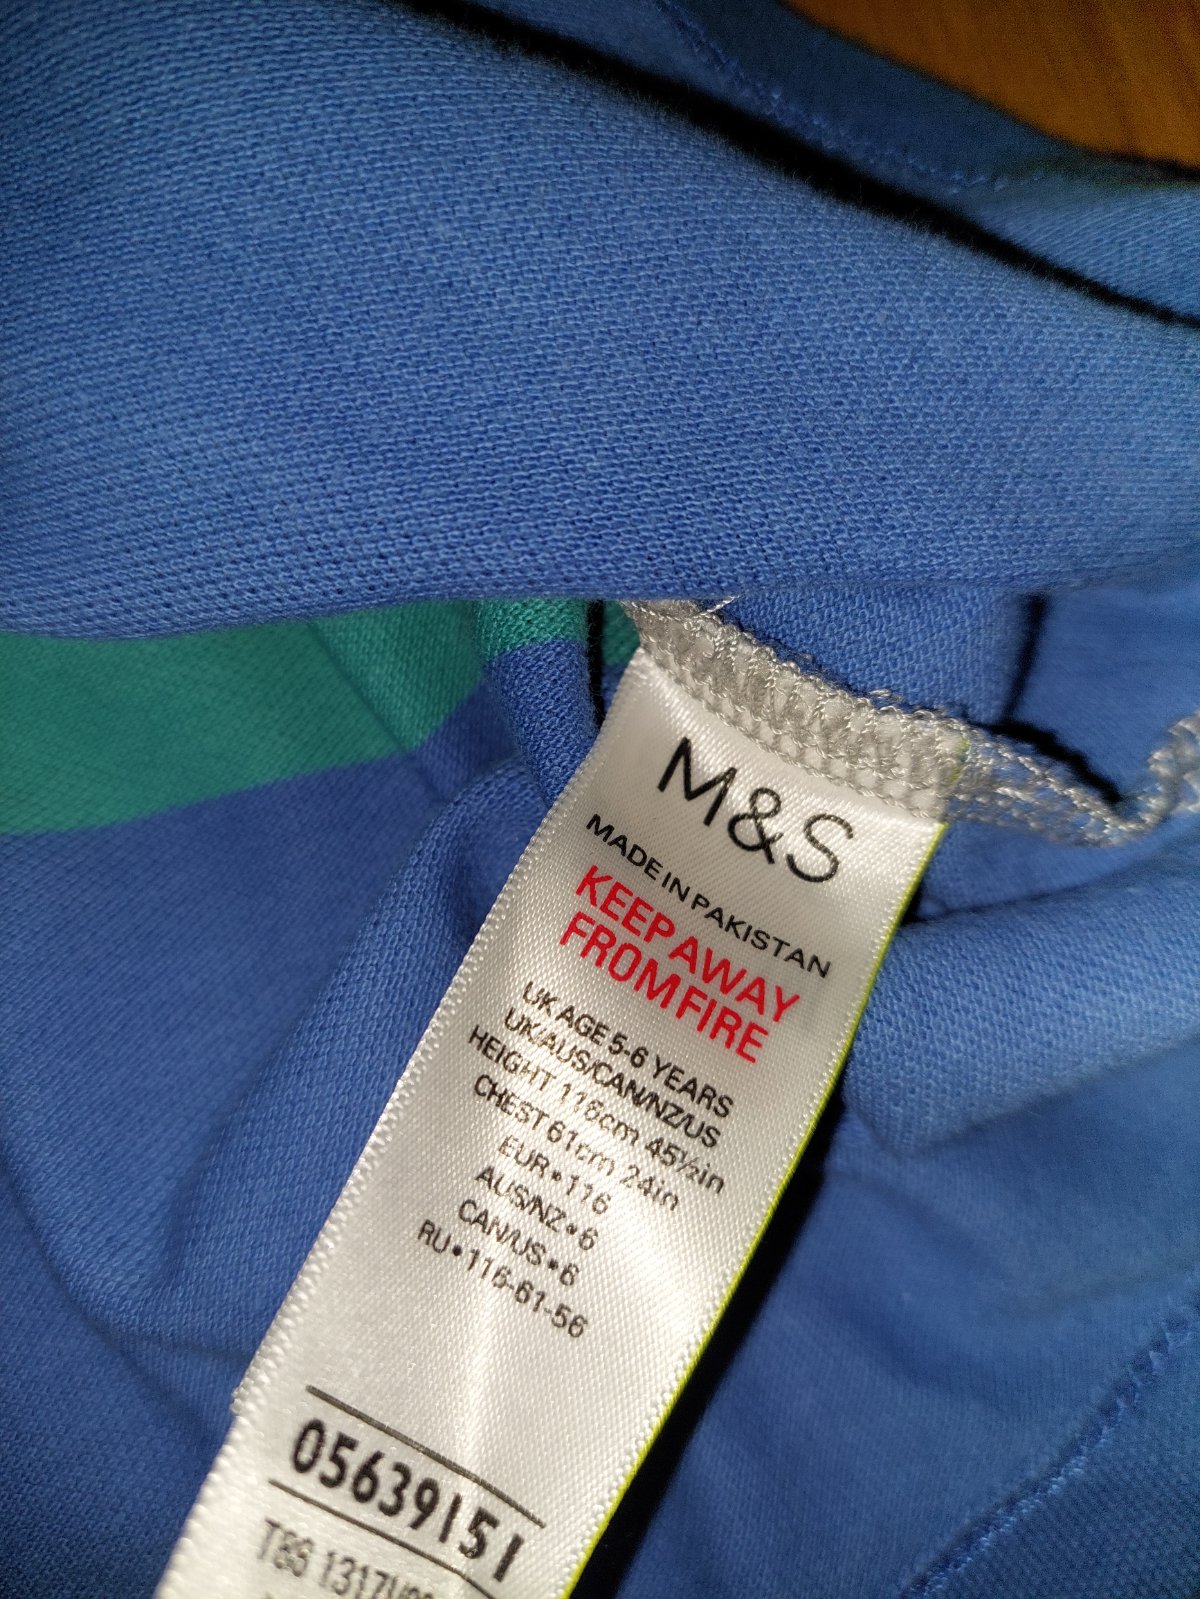 M&S
MADE IN PAKISTAN
KEEP AWAY
FROM FIRE
UK AGE 5-6 YEARS
UK/AUS/CAN/NZ/US
HEIGHT 116cm 45½in
CHEST 61cm 24in
EUR•116
AUS/NZ•6
CAN/US•6
RU•116-61-56
05639151